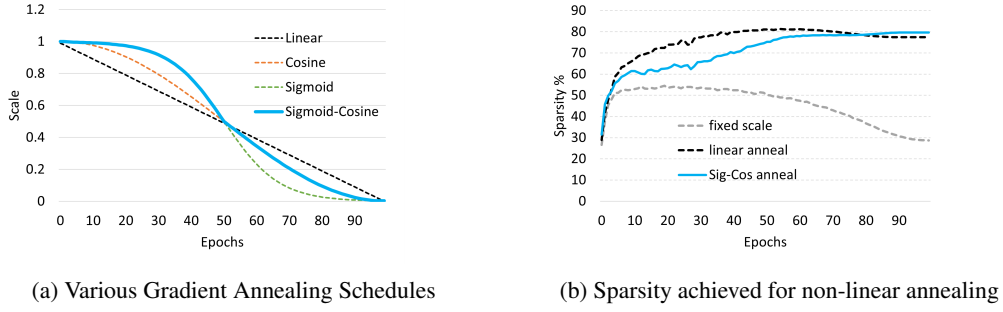 1.2
1
0.8
0.6
0.4
0.2
0
Scale
0 10 20 30 40 50 60 70 80 90
Epochs
Linear
Cosine
Sigmoid
Sigmoid-Cosine
(a) Various Gradient Annealing Schedules
90
80
70
60
50
40
30
20
10
0
Sparsity %
0 10 20 30 40 50 60 70 80 90
Epochs
fixed scale
linear anneal
Sig-Cos anneal
(b) Sparsity achieved for non-linear annealing